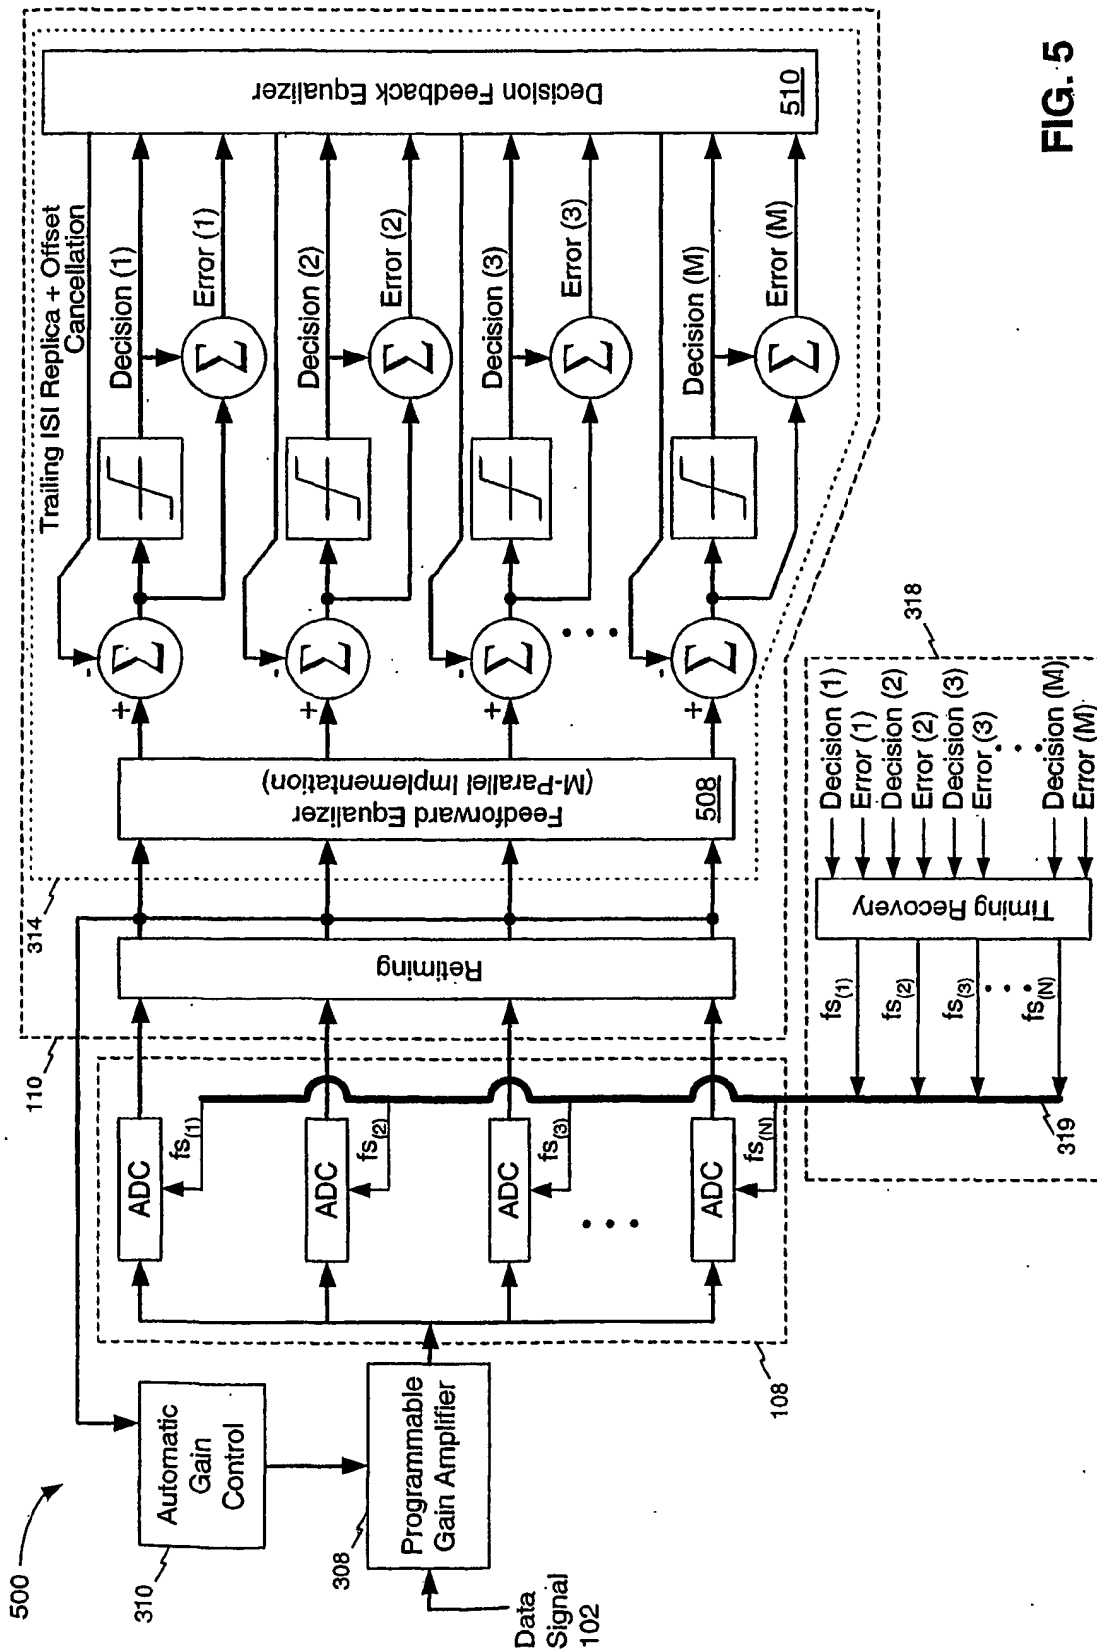 500
310
Automatic
Gain
Control
308
Programmable
Gain Amplifier
Data
Signal
102
108
ADC
fs(1)
ADC
fs(2)
ADC
fs(3)
• • •
ADC
fs(N)
110
314
Retiming
Feedforward Equalizer
(M-Parallel Implementation)
508
Trailing ISI Replica + Offset
Cancellation
+
-
Σ
Decision (1)
Σ
Error (1)
+
-
Σ
Decision (2)
Σ
Error (2)
+
-
Σ
Decision (3)
Σ
Error (3)
• • •
+
-
Σ
Decision (M)
Σ
Error (M)
Decision Feedback Equalizer
510
318
Decision (1)
Error (1)
Decision (2)
Error (2)
Decision (3)
Error (3)
• • •
Decision (M)
Error (M)
Timing Recovery
fs(1)
fs(2)
fs(3)
• • •
fs(N)
319
FIG. 5